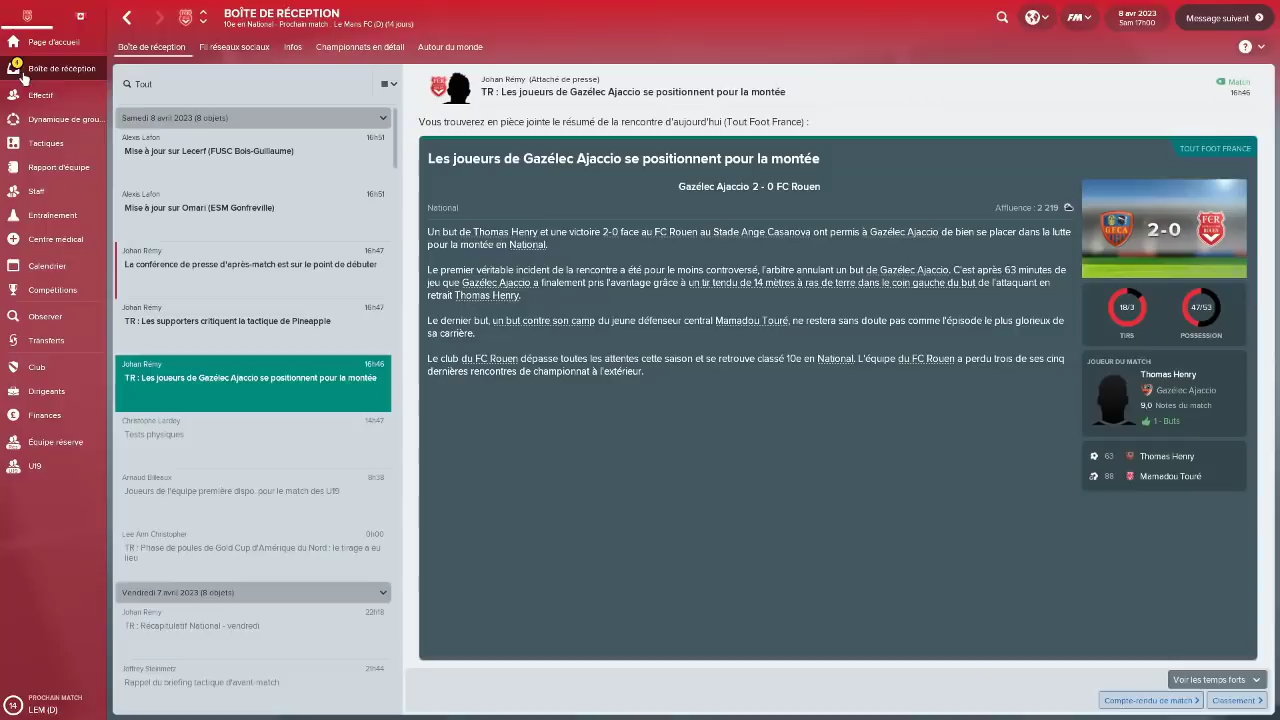 BOÎTE DE RÉCEPTION
10e en National - Prochain match : Le Mans FC (D) (14 jours)
FM
8 avr 2023
Sam 17h00
Message suivant
Page d'accueil
Boîte de réception
Effectif
Dynamique de grou...
Tactiques
Rapport d'équipe
Staff
Entraînement
Centre médical
Calendrier
Compétitions
Observer
Transferts
Club
Dirigeants
Finances
Équipe réserve
U19
14
PROCHAIN MATCH
LEM (D)
Boîte de réception
Fil réseaux sociaux
Infos
Championnats en détail
Autour du monde
?
Tout
Samedi 8 avril 2023 (8 objets)
Alexis Lafon 16h51
Mise à jour sur Lecerf (FUSC Bois-Guillaume)
Alexis Lafon 16h51
Mise à jour sur Omari (ESM Gonfreville)
Johan Rémy 16h47
La conférence de presse d'après-match est sur le point de débuter
Johan Rémy 16h47
TR : Les supporters critiquent la tactique de Pineapple
Johan Rémy 16h46
TR : Les joueurs de Gazélec Ajaccio se positionnent pour la montée
Christophe Lardey 14h47
Tests physiques
Arnaud Billeaux 8h38
Joueurs de l'équipe première dispo. pour le match des U19
Lee Ann Christopher 0h00
TR : Phase de poules de Gold Cup d'Amérique du Nord : le tirage a eu
lieu
Vendredi 7 avril 2023 (8 objets)
Johan Rémy 22h18
TR : Récapitulatif National - vendredi
Jeffrey Steinmetz 21h44
Rappel du briefing tactique d'avant-match
Johan Rémy (Attaché de presse)
TR : Les joueurs de Gazélec Ajaccio se positionnent pour la montée
Match
16h46
Vous trouverez en pièce jointe le résumé de la rencontre d'aujourd'hui (Tout Foot France) :
TOUT FOOT FRANCE
Les joueurs de Gazélec Ajaccio se positionnent pour la montée
Gazélec Ajaccio 2 - 0 FC Rouen
National
Affluence : 2 219
Un but de Thomas Henry et une victoire 2-0 face au FC Rouen au Stade Ange Casanova ont permis à Gazélec Ajaccio de bien se placer dans la lutte
pour la montée en National.
Le premier véritable incident de la rencontre a été pour le moins controversé, l'arbitre annulant un but de Gazélec Ajaccio. C'est après 63 minutes de
jeu que Gazélec Ajaccio a finalement pris l'avantage grâce à un tir tendu de 14 mètres à ras de terre dans le coin gauche du but de l'attaquant en
retrait Thomas Henry.
Le dernier but, un but contre son camp du jeune défenseur central Mamadou Touré, ne restera sans doute pas comme l'épisode le plus glorieux de
sa carrière.
Le club du FC Rouen dépasse toutes les attentes cette saison et se retrouve classé 10e en National. L'équipe du FC Rouen a perdu trois de ses cinq
dernières rencontres de championnat à l'extérieur.
2-0
18/3
TIRS
47/53
POSSESSION
JOUEUR DU MATCH
Thomas Henry
Gazélec Ajaccio
9,0 Notes du match
1 - Buts
63 Thomas Henry
88 Mamadou Touré
Voir les temps forts
Compte-rendu de match
Classement